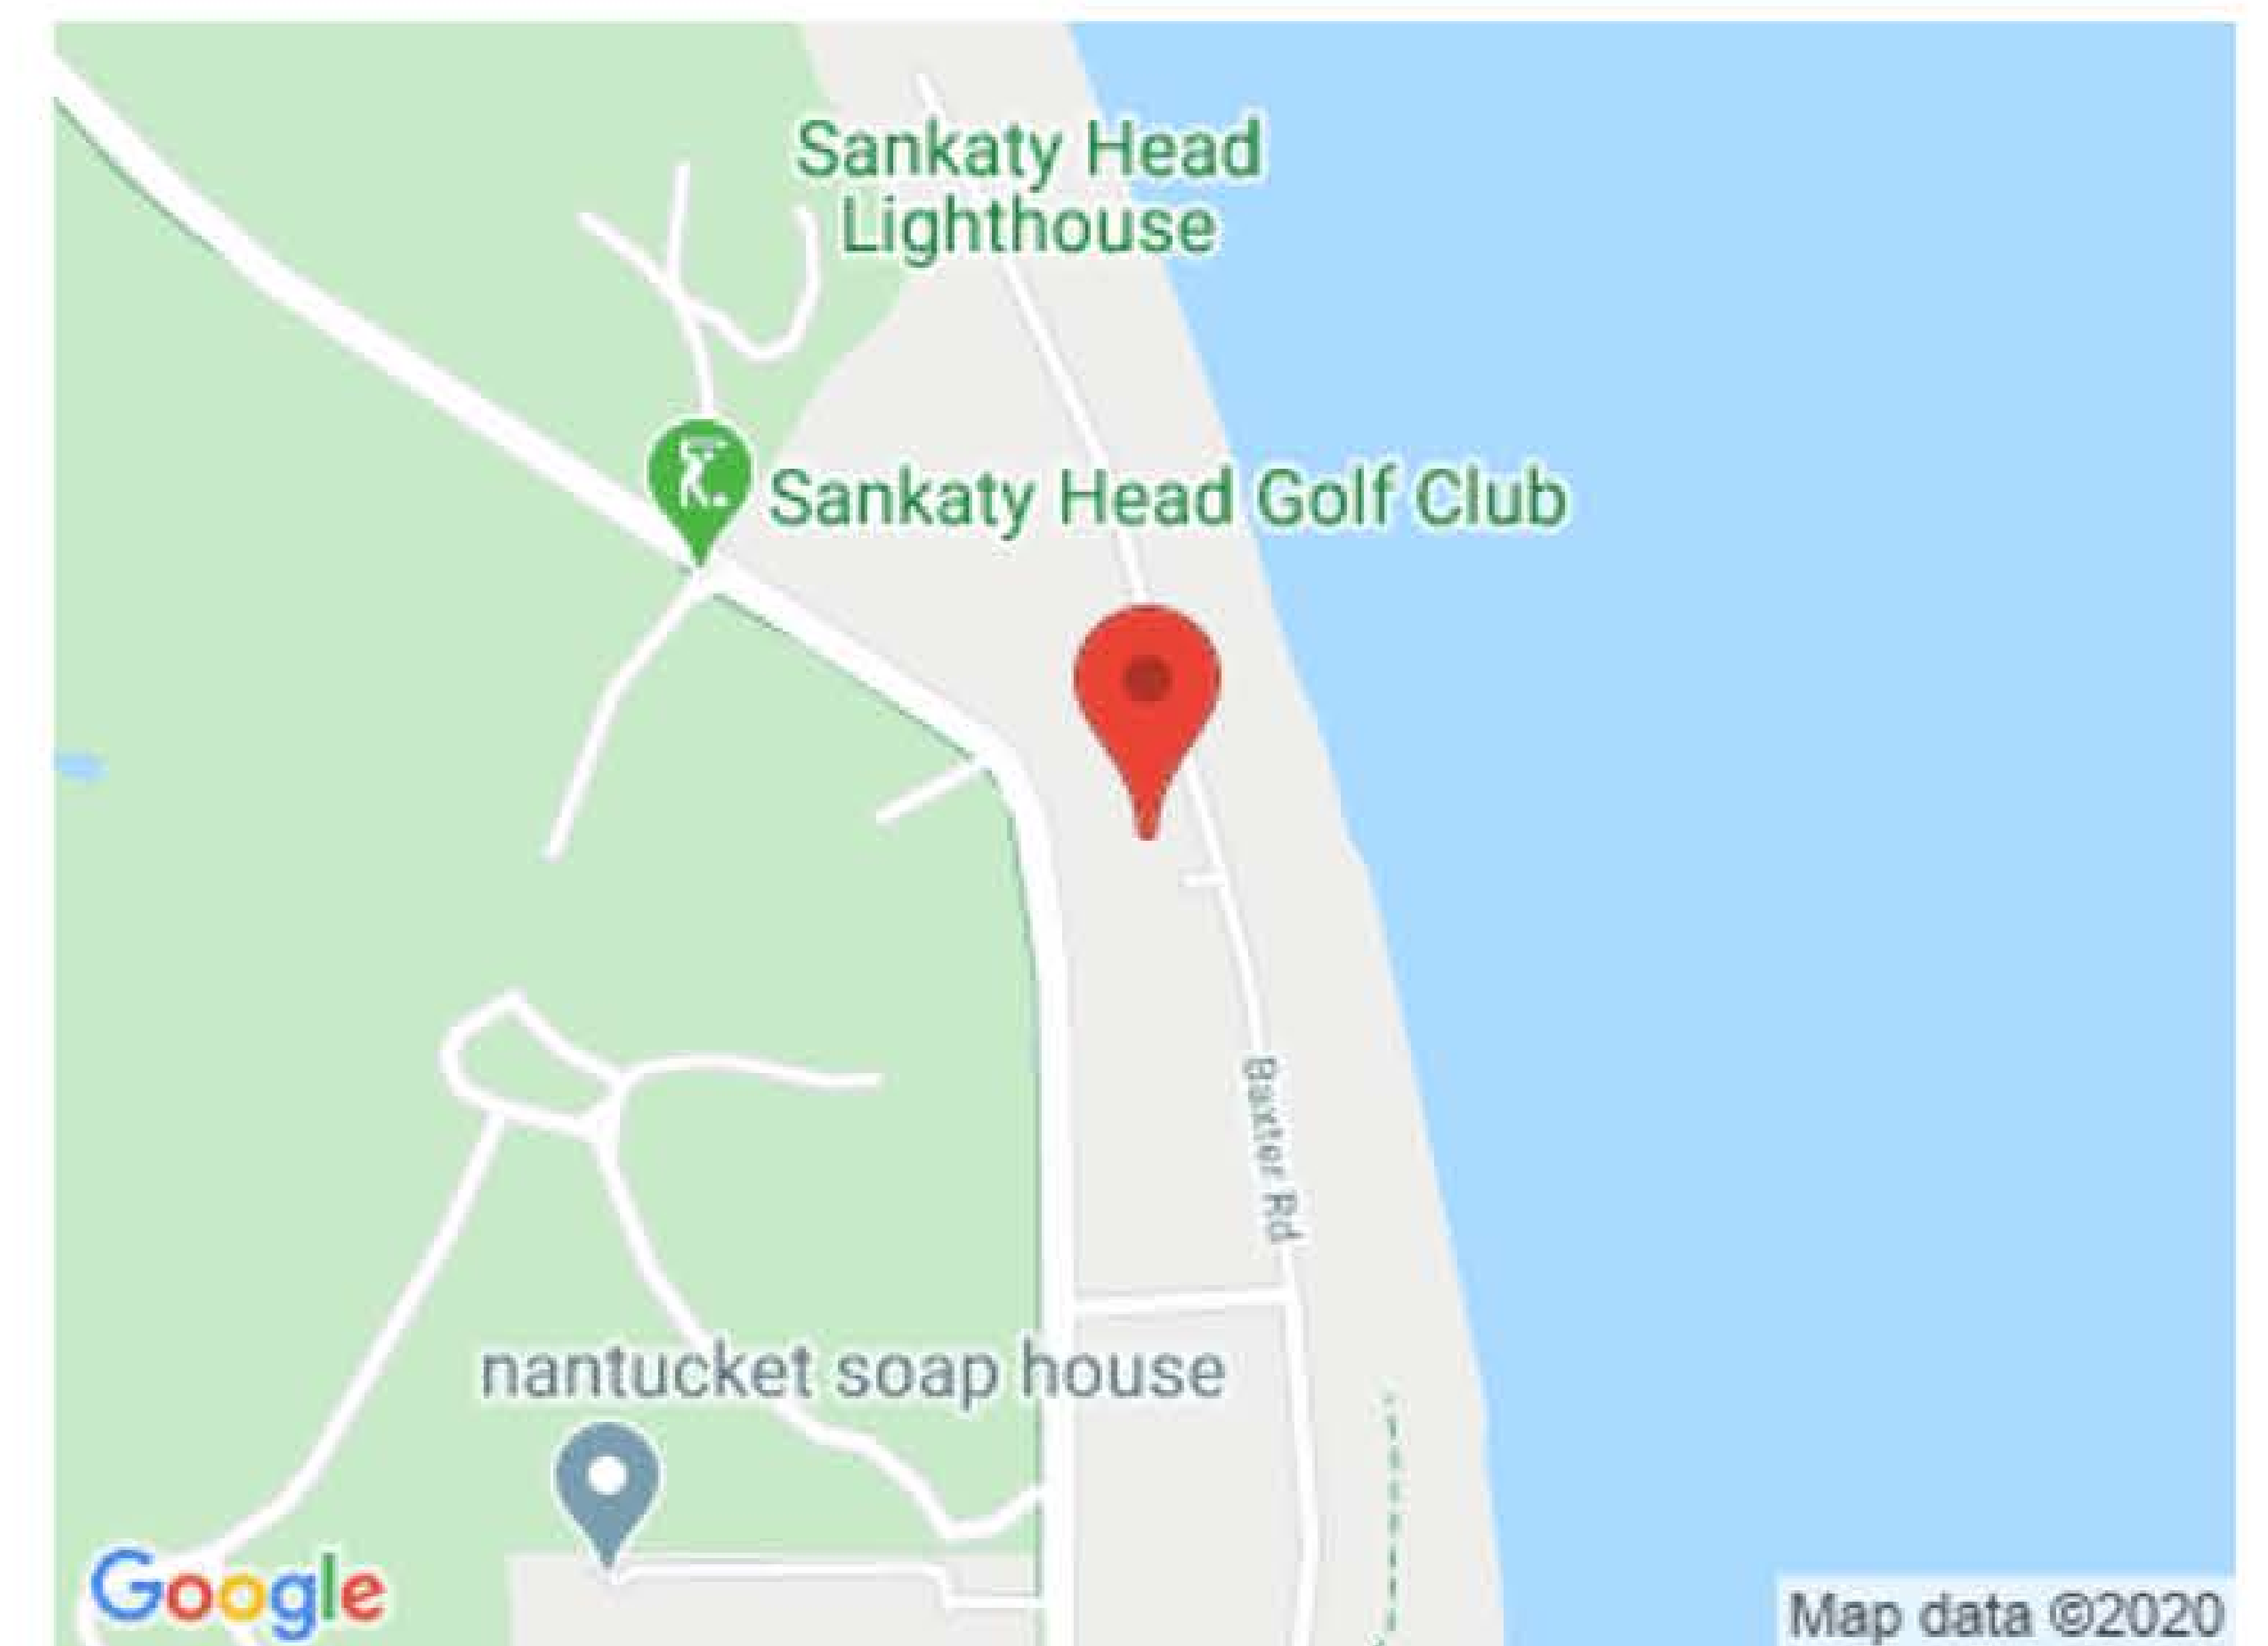 Sankaty Head
Lighthouse
Sankaty Head Golf Club
Baxter Rd
nantucket soap house
Google
Map data ©2020